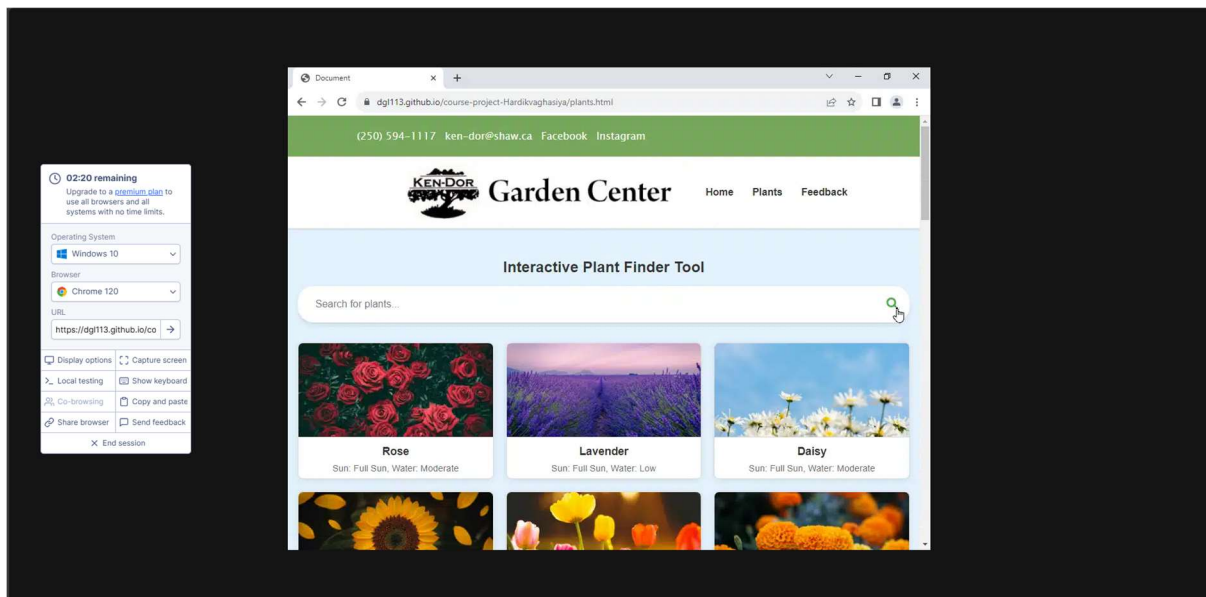 02:20 remaining
Upgrade to a premium plan to
use all browsers and all
systems with no time limits.
Operating System
Windows 10
Browser
Chrome 120
URL
https://dgl113.github.io/co
Display options
Capture screen
Local testing
Show keyboard
Co-browsing
Copy and paste
Share browser
Send feedback
End session
Document
dgl113.github.io/course-project-Hardikvaghasiya/plants.html
(250) 594-1117 ken-dor@shaw.ca Facebook Instagram
KEN-DOR
Garden Center
Home Plants Feedback
Interactive Plant Finder Tool
Search for plants...
Rose
Sun: Full Sun, Water: Moderate
Lavender
Sun: Full Sun, Water: Low
Daisy
Sun: Full Sun, Water: Moderate